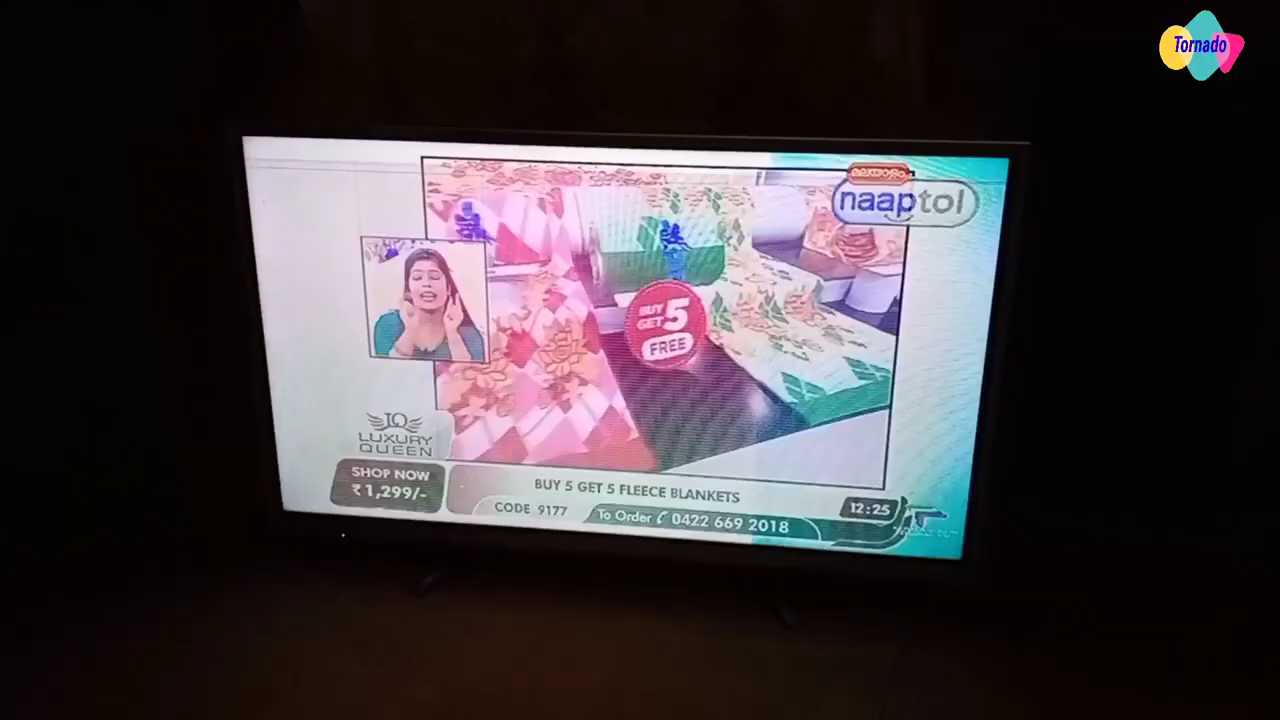 Tornado
മലയാളം
naaptol
BUY 5
GET
FREE
LUXURY
QUEEN
SHOP NOW
₹1,299/-
BUY 5 GET 5 FLEECE BLANKETS
CODE 9177
To Order 0422 669 2018
12:25